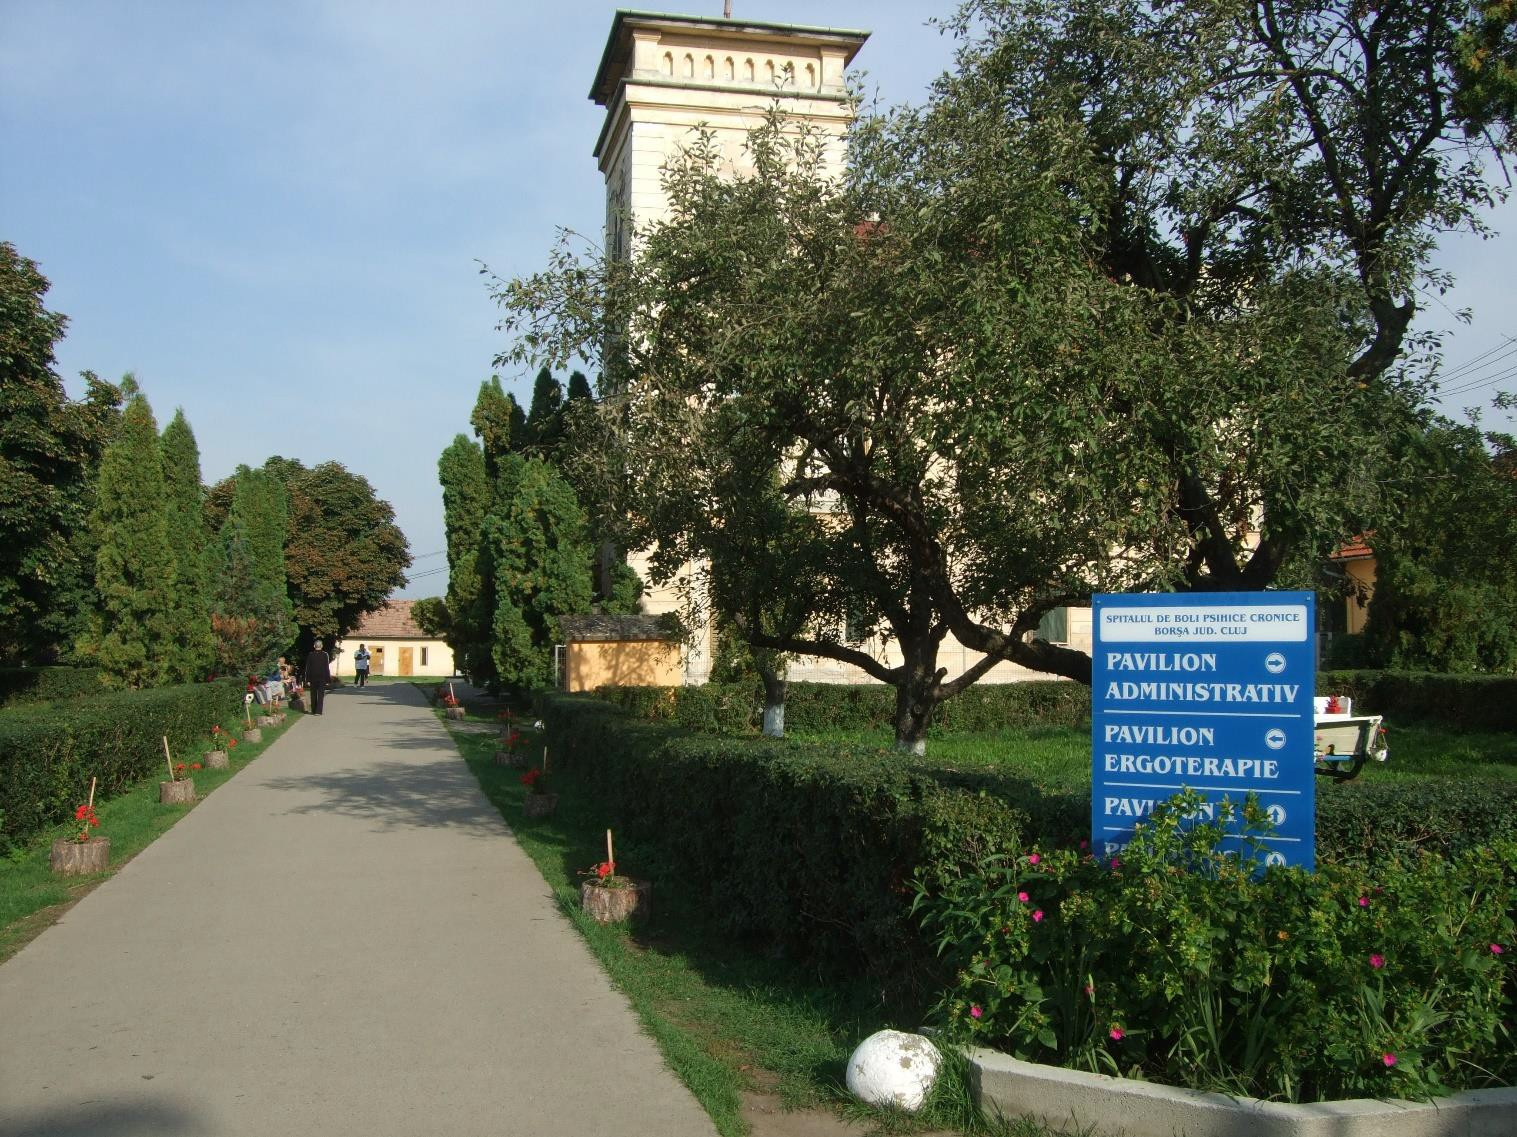 SPITALUL DE BOLI PSIHICE CRONICE
BORŞA JUD. CLUJ
PAVILION
ADMINISTRATIV
PAVILION
ERGOTERAPIE